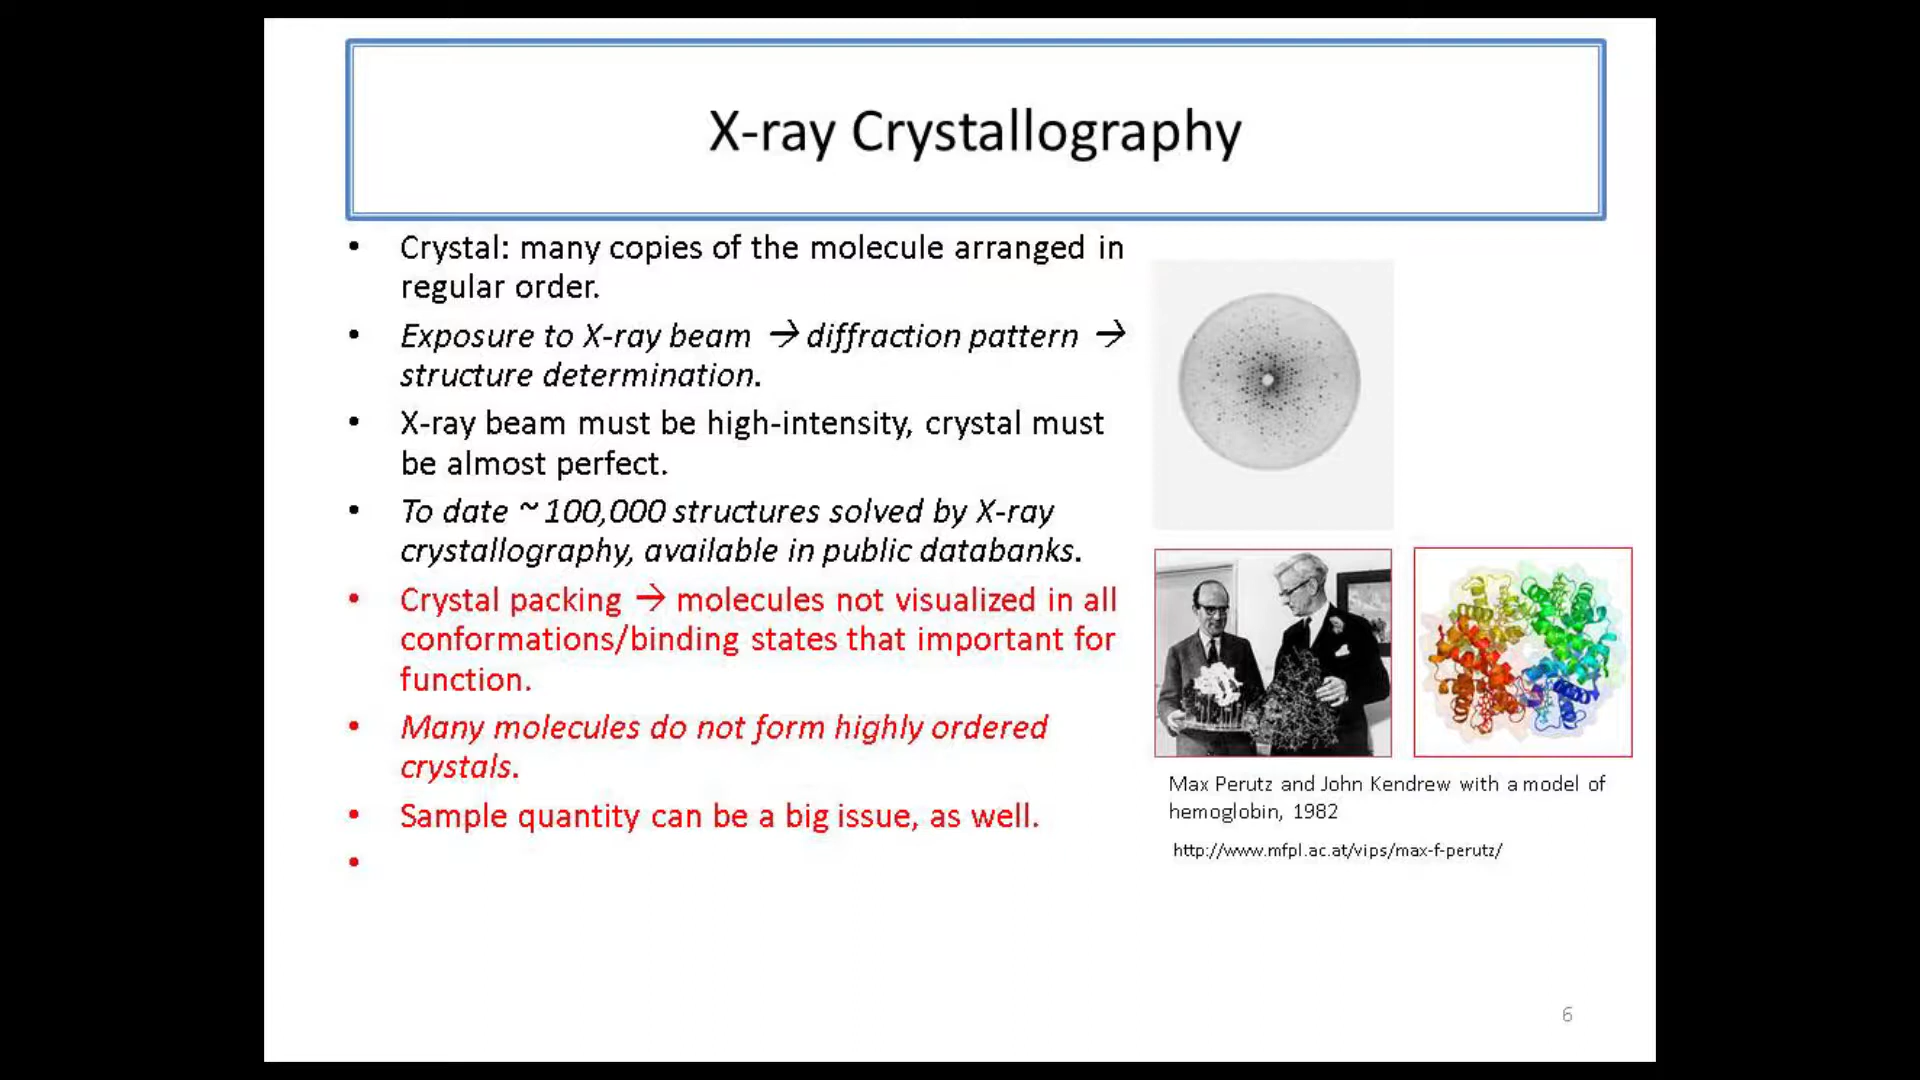 X-ray Crystallography
• Crystal: many copies of the molecule arranged in
regular order.
• Exposure to X-ray beam → diffraction pattern →
structure determination.
• X-ray beam must be high-intensity, crystal must
be almost perfect.
• To date ~100,000 structures solved by X-ray
crystallography, available in public databanks.
• Crystal packing → molecules not visualized in all
conformations/binding states that important for
function.
• Many molecules do not form highly ordered
crystals.
• Sample quantity can be a big issue, as well.
•
Max Perutz and John Kendrew with a model of
hemoglobin, 1982
http://www.mfpl.ac.at/vips/max-f-perutz/
6